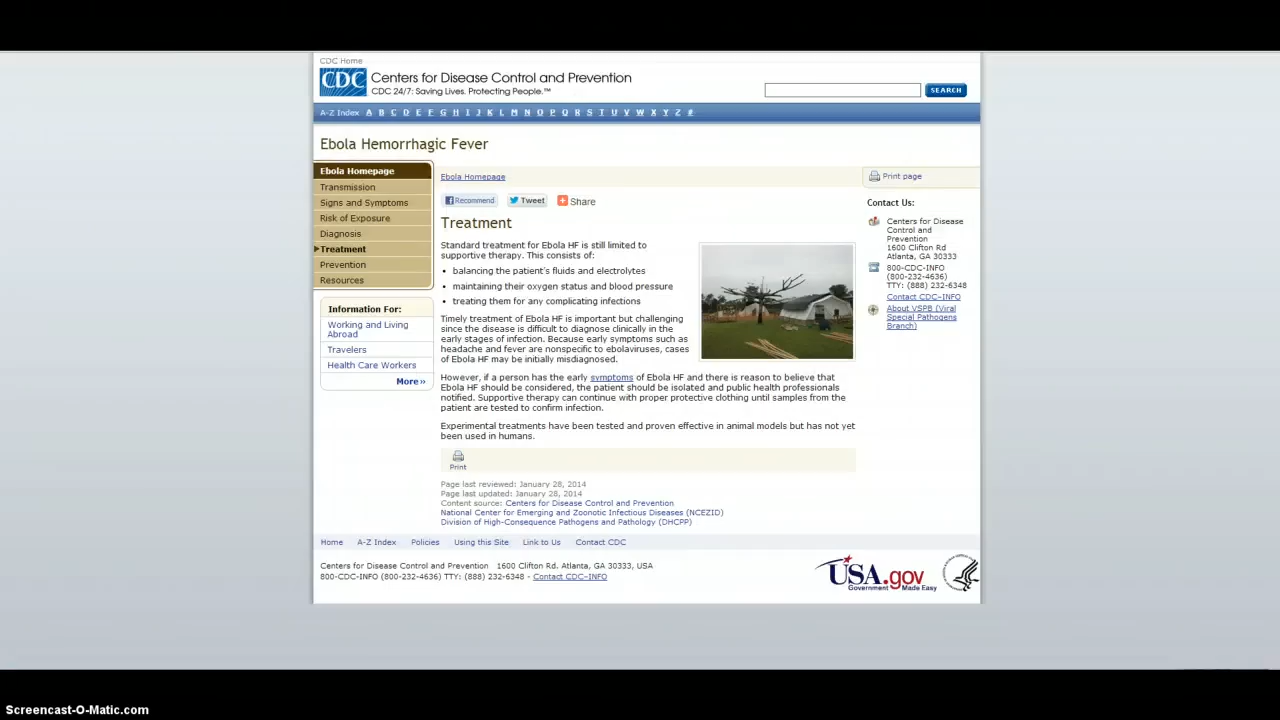 CDC Home
CDC Centers for Disease Control and Prevention
CDC 24/7: Saving Lives. Protecting People.™
SEARCH
A-Z Index A B C D E F G H I J K L M N O P Q R S T U V W X Y Z #
Ebola Hemorrhagic Fever
Ebola Homepage
Transmission
Signs and Symptoms
Risk of Exposure
Diagnosis
Treatment
Prevention
Resources
Information For:
Working and Living
Abroad
Travelers
Health Care Workers
More »
Ebola Homepage
Recommend Tweet Share
Treatment
Standard treatment for Ebola HF is still limited to
supportive therapy. This consists of:
• balancing the patient's fluids and electrolytes
• maintaining their oxygen status and blood pressure
• treating them for any complicating infections
Timely treatment of Ebola HF is important but challenging
since the disease is difficult to diagnose clinically in the
early stages of infection. Because early symptoms such as
headache and fever are nonspecific to ebolaviruses, cases
of Ebola HF may be initially misdiagnosed.
However, if a person has the early symptoms of Ebola HF and there is reason to believe that
Ebola HF should be considered, the patient should be isolated and public health professionals
notified. Supportive therapy can continue with proper protective clothing until samples from the
patient are tested to confirm infection.
Experimental treatments have been tested and proven effective in animal models but has not yet
been used in humans.
Print
Page last reviewed: January 28, 2014
Page last updated: January 28, 2014
Content source: Centers for Disease Control and Prevention
National Center for Emerging and Zoonotic Infectious Diseases (NCEZID)
Division of High-Consequence Pathogens and Pathology (DHCPP)
Print page
Contact Us:
Centers for Disease
Control and
Prevention
1600 Clifton Rd
Atlanta, GA 30333
800-CDC-INFO
(800-232-4636)
TTY: (888) 232-6348
Contact CDC–INFO
About VSPB (Viral
Special Pathogens
Branch)
Home A-Z Index Policies Using this Site Link to Us Contact CDC
Centers for Disease Control and Prevention 1600 Clifton Rd. Atlanta, GA 30333, USA
800-CDC-INFO (800-232-4636) TTY: (888) 232-6348 - Contact CDC–INFO
USA.gov
Government Made Easy
Screencast-O-Matic.com